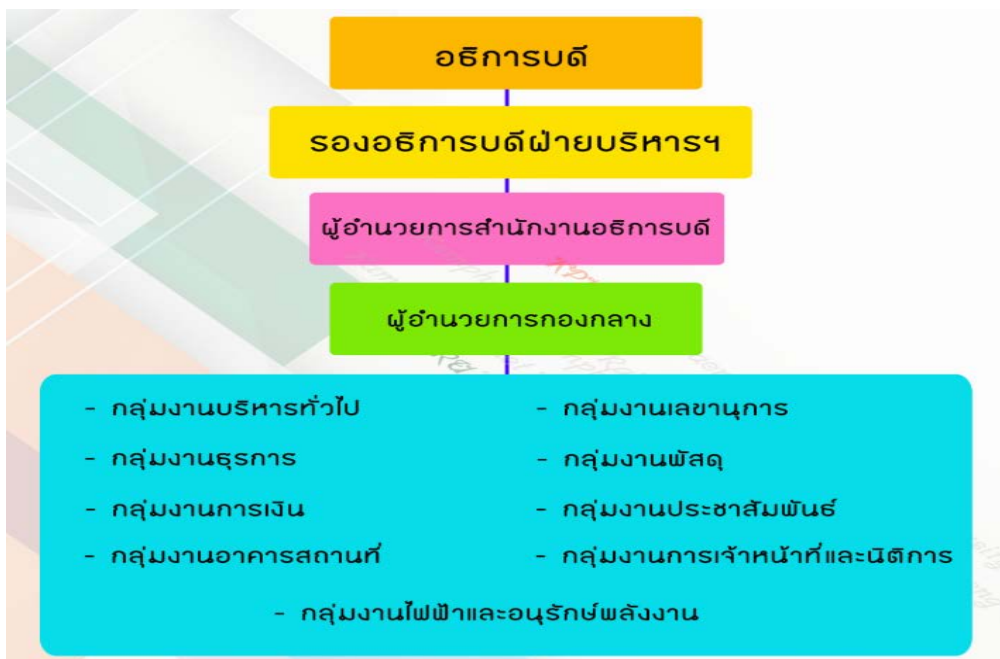 อธิการบดี
รองอธิการบดีฝ่ายบริหารฯ
ผู้อำนวยการสำนักงานอธิการบดี
ผู้อำนวยการกองกลาง
- กลุ่มงานบริหารทั่วไป
- กลุ่มงานเลขานุการ
- กลุ่มงานธุรการ
- กลุ่มงานพัสดุ
- กลุ่มงานการเงิน
- กลุ่มงานประชาสัมพันธ์
- กลุ่มงานอาคารสถานที่
- กลุ่มงานการเจ้าหน้าที่และนิติการ
- กลุ่มงานไฟฟ้าและอนุรักษ์พลังงาน